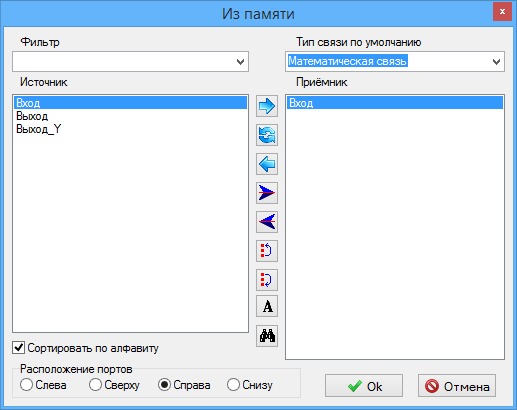 Из памяти
x
Фильтр
Тип связи по умолчанию
Математическая связь
Источник
Приёмник
Вход
Выход
Выход_Y
Вход
A
Сортировать по алфавиту
Расположение портов
Слева Сверху Справа Снизу
Ok Отмена